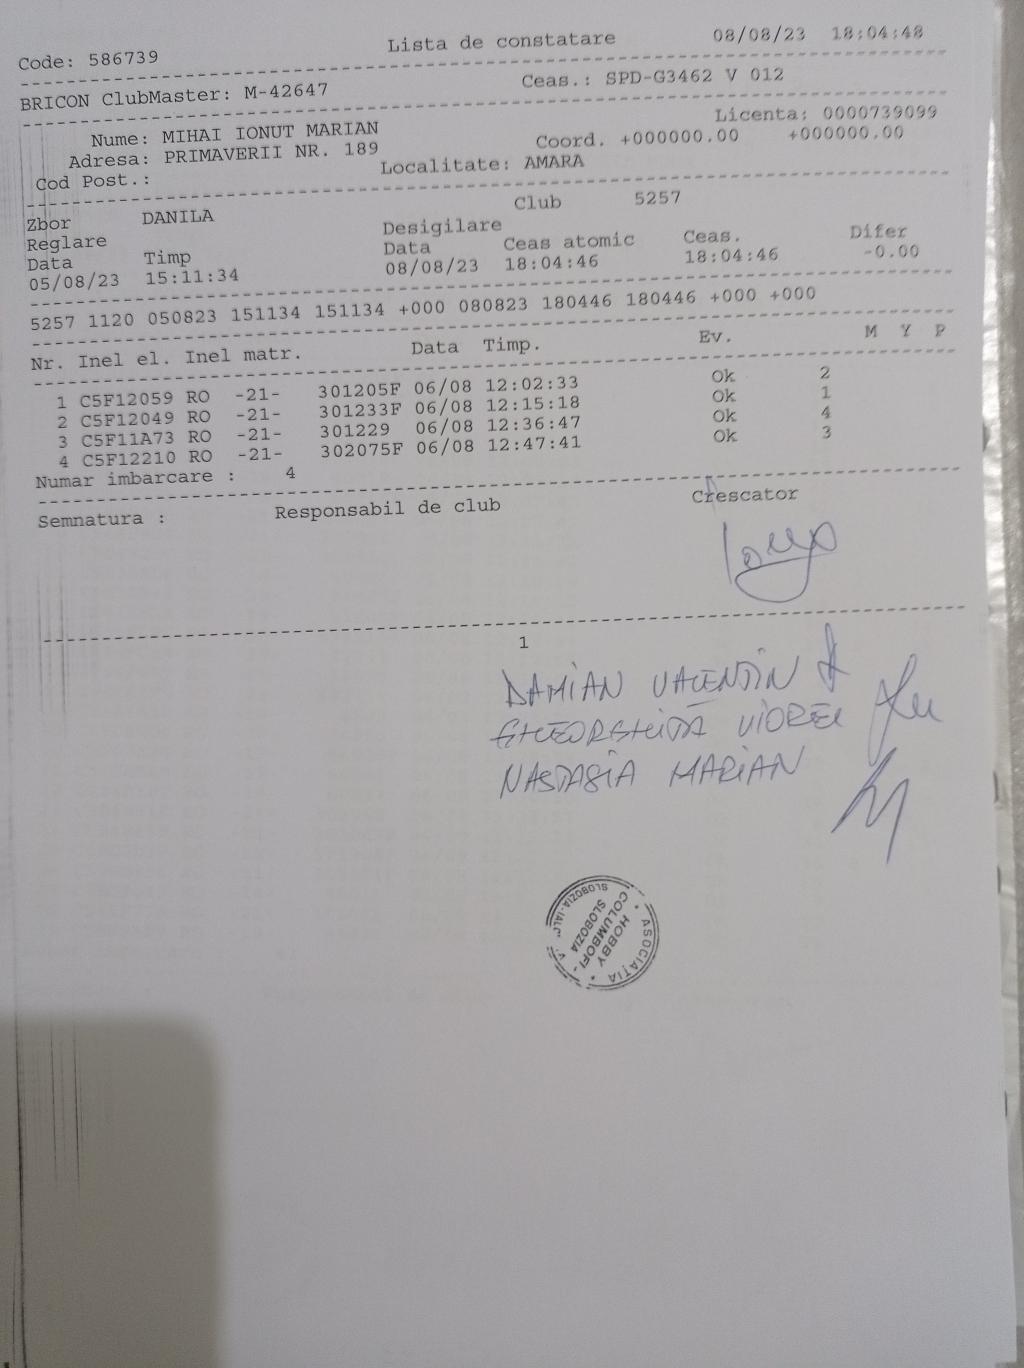 Code: 586739 Lista de constatare 08/08/23 18:04:48
BRICON ClubMaster: M-42647 Ceas.: SPD-G3462 V 012
Licenta: 0000739099
Nume: MIHAI IONUT MARIAN Coord. +000000.00 +000000.00
Adresa: PRIMAVERII NR. 189
Cod Post.: Localitate: AMARA
Zbor DANILA Club 5257
Reglare Desigilare
Data Timp Data Ceas atomic Ceas. Difer
05/08/23 15:11:34 08/08/23 18:04:46 18:04:46 -0.00
5257 1120 050823 151134 151134 +000 080823 180446 180446 +000 +000
Nr. Inel el. Inel matr. Data Timp. Ev. M Y P
1 C5F12059 RO -21- 301205F 06/08 12:02:33 Ok 2
2 C5F12049 RO -21- 301233F 06/08 12:15:18 Ok 1
3 C5F11A73 RO -21- 301229 06/08 12:36:47 Ok 4
4 C5F12210 RO -21- 302075F 06/08 12:47:41 Ok 3
Numar imbarcare : 4
Semnatura : Responsabil de club Crescator
1
DAMIAN VALENTIN
GHEORGHITĂ VIOREL
NASTASIA MARIAN
ASOCIAȚIA
HOBBY
COLUMBOFI
SLOBOZIA